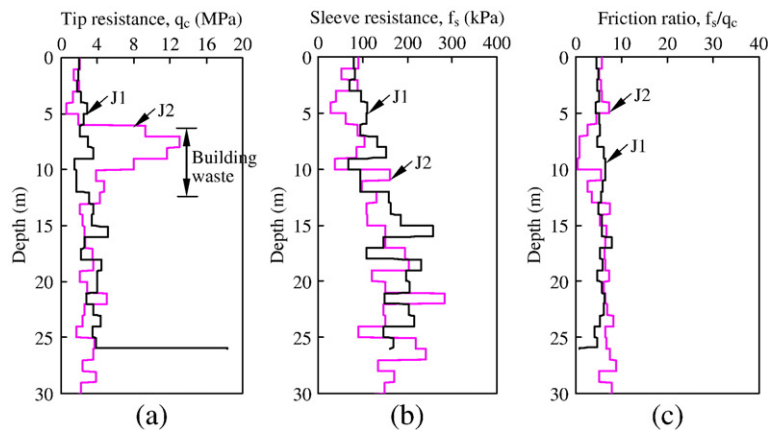 Tip resistance, q_c (MPa)
0 4 8 12 16 20
0
5
10
15
20
25
30
Depth (m)
J1
J2
Building
waste
(a)
Sleeve resistance, f_s (kPa)
0 100 200 300 400
0
5
10
15
20
25
30
Depth (m)
J1
J2
(b)
Friction ratio, f_s/q_c
0 10 20 30 40
0
5
10
15
20
25
30
Depth (m)
J2
J1
(c)